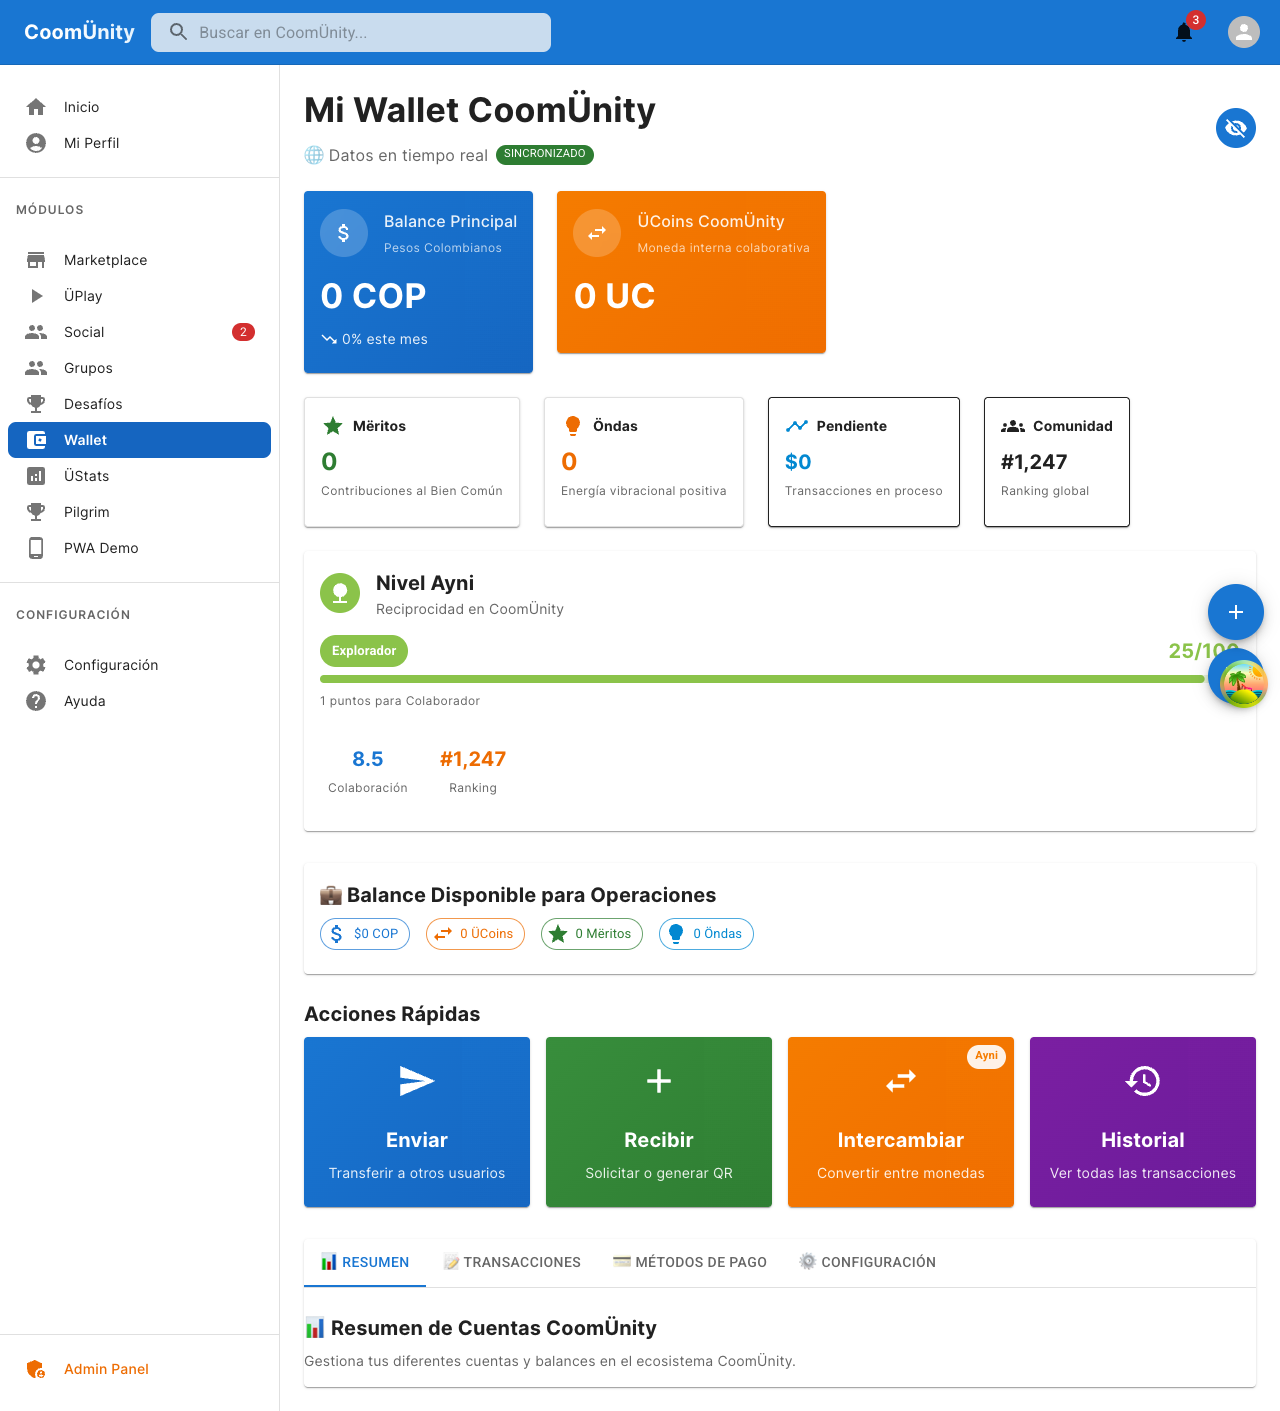 CoomÜnity
Buscar en CoomÜnity...
3
Inicio
Mi Perfil
MÓDULOS
Marketplace
ÜPlay
Social
2
Grupos
Desafíos
Wallet
ÜStats
Pilgrim
PWA Demo
CONFIGURACIÓN
Configuración
Ayuda
Admin Panel
Mi Wallet CoomÜnity
🌐 Datos en tiempo real
SINCRONIZADO
Balance Principal
Pesos Colombianos
0 COP
0% este mes
ÜCoins CoomÜnity
Moneda interna colaborativa
0 UC
Mëritos
0
Contribuciones al Bien Común
Öndas
0
Energía vibracional positiva
Pendiente
$0
Transacciones en proceso
Comunidad
#1,247
Ranking global
Nivel Ayni
Reciprocidad en CoomÜnity
Explorador
25/100
1 puntos para Colaborador
8.5
Colaboración
#1,247
Ranking
💼 Balance Disponible para Operaciones
$0 COP
0 ÜCoins
0 Mëritos
0 Öndas
Acciones Rápidas
Enviar
Transferir a otros usuarios
Recibir
Solicitar o generar QR
Ayni
Intercambiar
Convertir entre monedas
Historial
Ver todas las transacciones
📊 RESUMEN
📝 TRANSACCIONES
💳 MÉTODOS DE PAGO
⚙️ CONFIGURACIÓN
📊 Resumen de Cuentas CoomÜnity
Gestiona tus diferentes cuentas y balances en el ecosistema CoomÜnity.